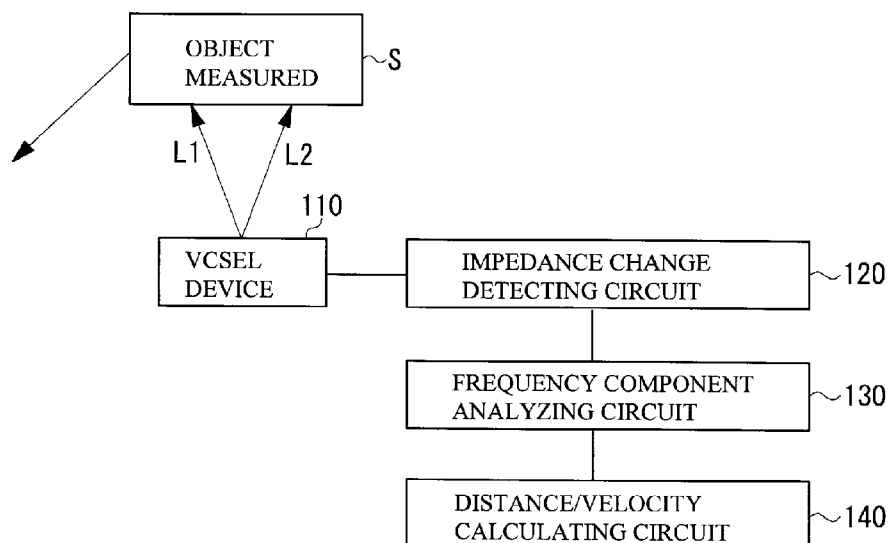 OBJECT
MEASURED
S
L1
L2
110
VCSEL
DEVICE
IMPEDANCE CHANGE
DETECTING CIRCUIT
120
FREQUENCY COMPONENT
ANALYZING CIRCUIT
130
DISTANCE/VELOCITY
CALCULATING CIRCUIT
140